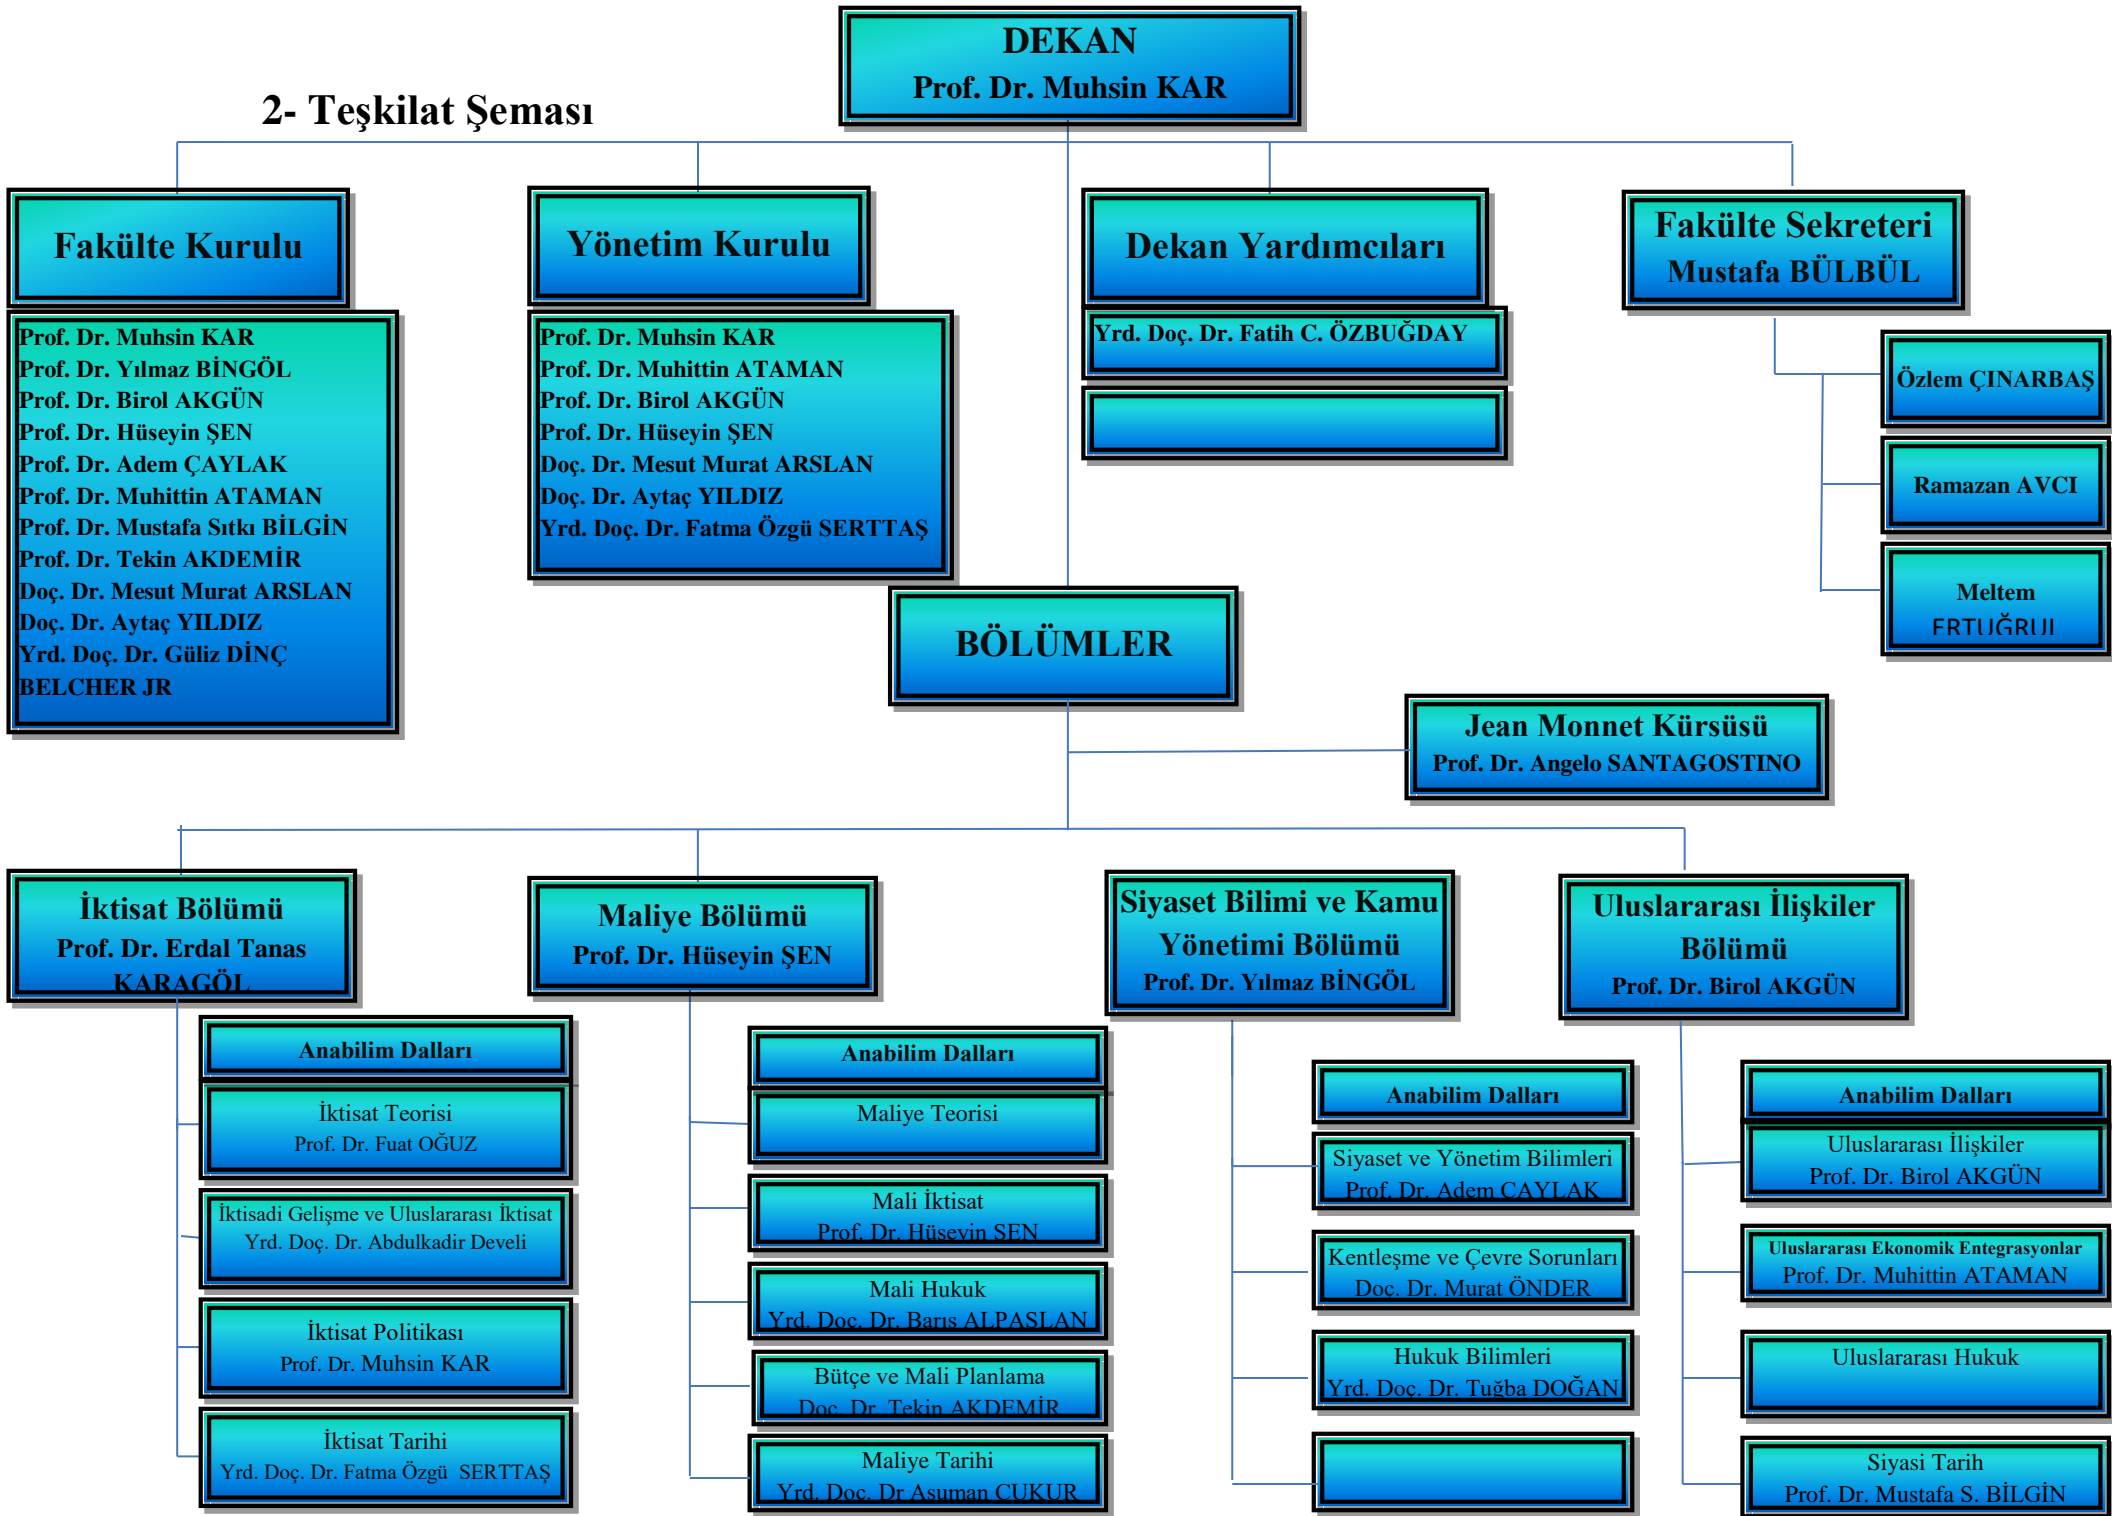 DEKAN
Prof. Dr. Muhsin KAR
2- Teşkilat Şeması
Fakülte Kurulu
Prof. Dr. Muhsin KAR
Prof. Dr. Yılmaz BİNGÖL
Prof. Dr. Birol AKGÜN
Prof. Dr. Hüseyin ŞEN
Prof. Dr. Adem ÇAYLAK
Prof. Dr. Muhittin ATAMAN
Prof. Dr. Mustafa Sıtkı BİLGİN
Prof. Dr. Tekin AKDEMİR
Doç. Dr. Mesut Murat ARSLAN
Doç. Dr. Aytaç YILDIZ
Yrd. Doç. Dr. Güliz DİNÇ
BELCHER JR
Yönetim Kurulu
Prof. Dr. Muhsin KAR
Prof. Dr. Muhittin ATAMAN
Prof. Dr. Birol AKGÜN
Prof. Dr. Hüseyin ŞEN
Doç. Dr. Mesut Murat ARSLAN
Doç. Dr. Aytaç YILDIZ
Yrd. Doç. Dr. Fatma Özgü SERTTAŞ
Dekan Yardımcıları
Yrd. Doç. Dr. Fatih C. ÖZBUĞDAY
Fakülte Sekreteri
Mustafa BÜLBÜL
Özlem ÇINARBAŞ
Ramazan AVCI
Meltem
ERTUĞRUL
BÖLÜMLER
Jean Monnet Kürsüsü
Prof. Dr. Angelo SANTAGOSTINO
İktisat Bölümü
Prof. Dr. Erdal Tanas
KARAGÖL
Anabilim Dalları
İktisat Teorisi
Prof. Dr. Fuat OĞUZ
İktisadi Gelişme ve Uluslararası İktisat
Yrd. Doç. Dr. Abdulkadir Develi
İktisat Politikası
Prof. Dr. Muhsin KAR
İktisat Tarihi
Yrd. Doç. Dr. Fatma Özgü SERTTAŞ
Maliye Bölümü
Prof. Dr. Hüseyin ŞEN
Anabilim Dalları
Maliye Teorisi
Mali İktisat
Prof. Dr. Hüseyin ŞEN
Mali Hukuk
Yrd. Doç. Dr. Barış ALPASLAN
Bütçe ve Mali Planlama
Doç. Dr. Tekin AKDEMİR
Maliye Tarihi
Yrd. Doç. Dr Asuman ÇUKUR
Siyaset Bilimi ve Kamu
Yönetimi Bölümü
Prof. Dr. Yılmaz BİNGÖL
Anabilim Dalları
Siyaset ve Yönetim Bilimleri
Prof. Dr. Adem ÇAYLAK
Kentleşme ve Çevre Sorunları
Doç. Dr. Murat ÖNDER
Hukuk Bilimleri
Yrd. Doç. Dr. Tuğba DOĞAN
Uluslararası İlişkiler
Bölümü
Prof. Dr. Birol AKGÜN
Anabilim Dalları
Uluslararası İlişkiler
Prof. Dr. Birol AKGÜN
Uluslararası Ekonomik Entegrasyonlar
Prof. Dr. Muhittin ATAMAN
Uluslararası Hukuk
Siyasi Tarih
Prof. Dr. Mustafa S. BİLGİN